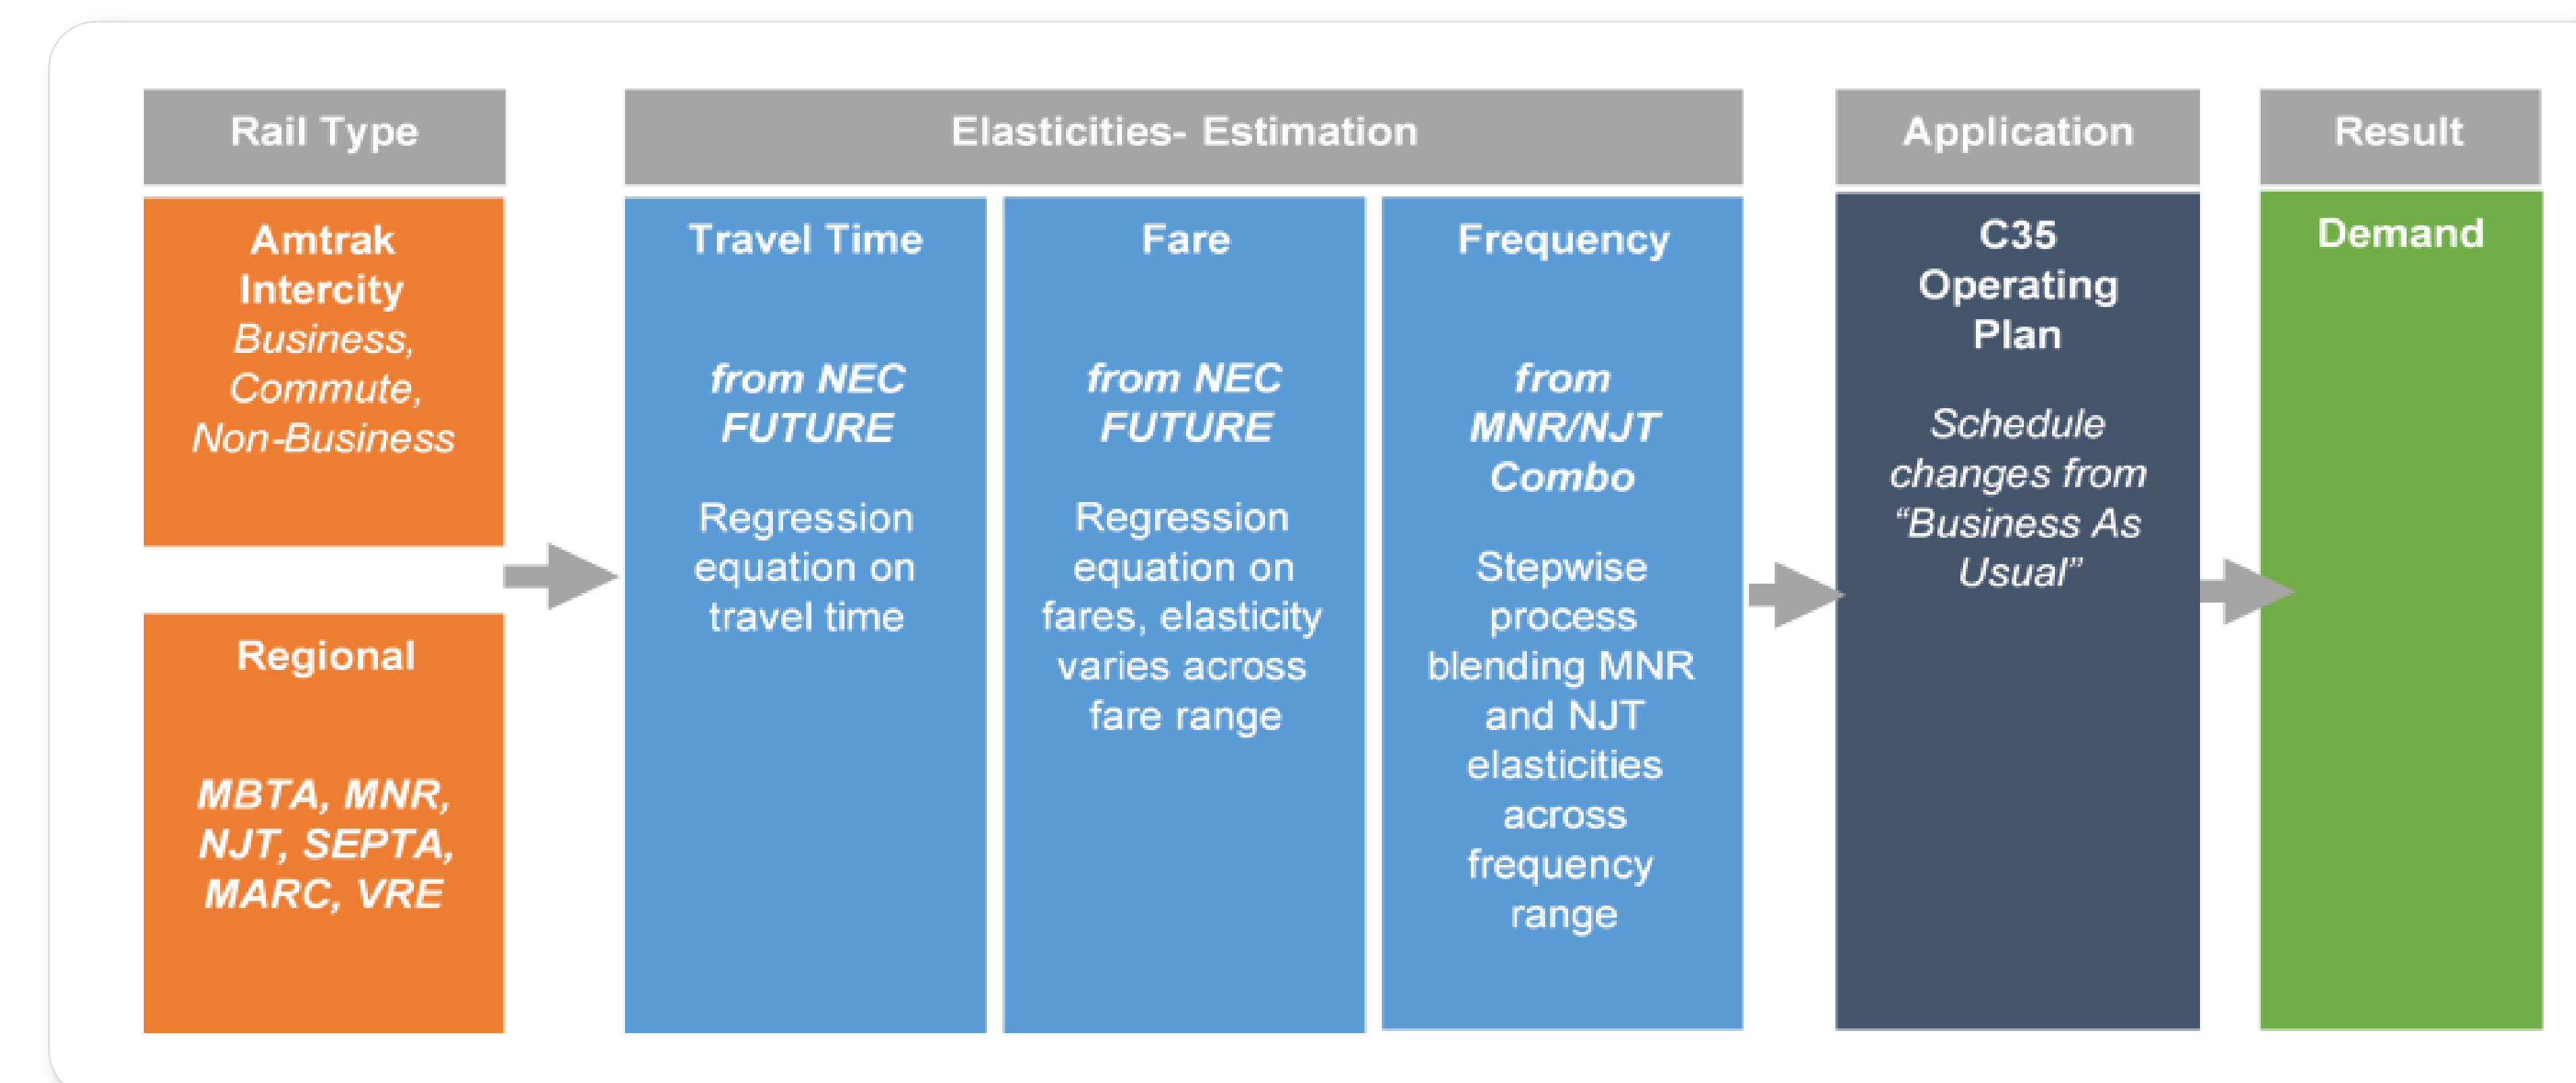 Rail Type
Amtrak
Intercity
Business,
Commute,
Non-Business
Regional
MBTA, MNR,
NJT, SEPTA,
MARC, VRE
Elasticities- Estimation
Travel Time
from NEC
FUTURE
Regression
equation on
travel time
Fare
from NEC
FUTURE
Regression
equation on
fares, elasticity
varies across
fare range
Frequency
from
MNR/NJT
Combo
Stepwise
process
blending MNR
and NJT
elasticities
across
frequency
range
Application
C35
Operating
Plan
Schedule
changes from
“Business As
Usual”
Result
Demand